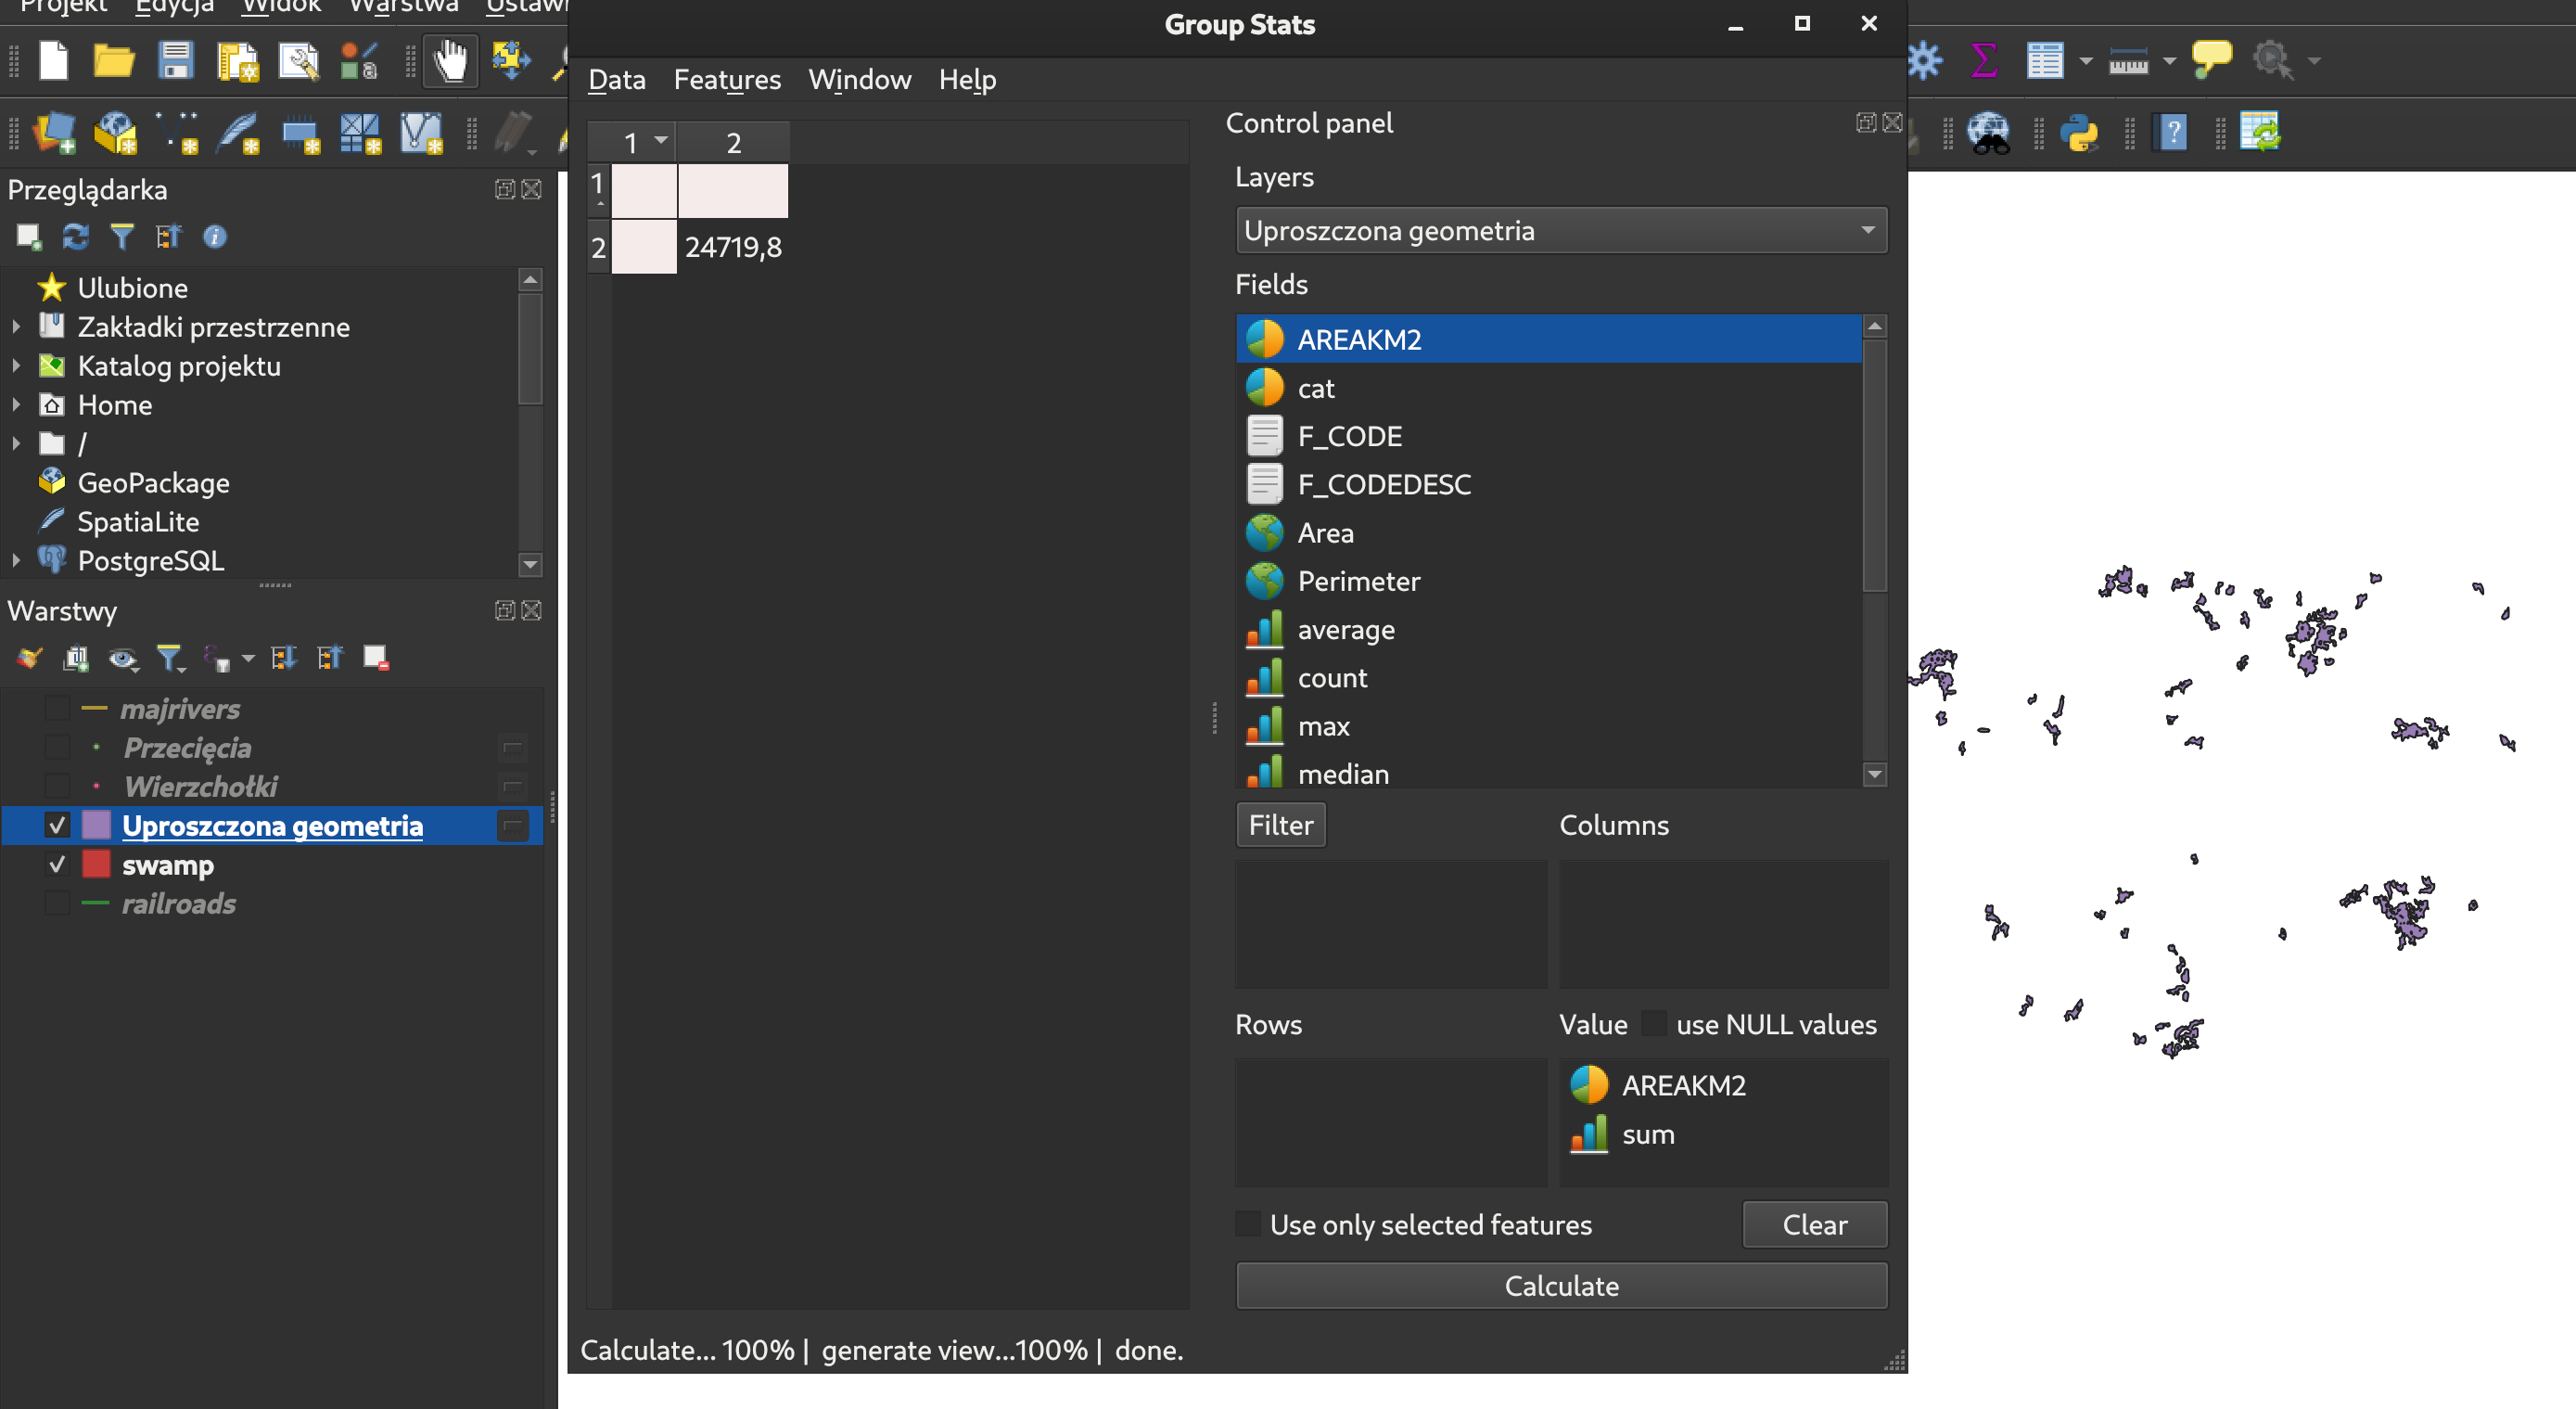 Projekt Edycja Widok Warstwa Ustawi
Group Stats
Data Features Window Help
1 2
1
2 24719,8
Przeglądarka
Ulubione
Zakładki przestrzenne
Katalog projektu
Home
/
GeoPackage
SpatiaLite
PostgreSQL
Warstwy
majrivers
Przecięcia
Wierzchołki
Uproszczona geometria
swamp
railroads
Control panel
Layers
Uproszczona geometria
Fields
AREAKM2
cat
F_CODE
F_CODEDESC
Area
Perimeter
average
count
max
median
Filter Columns
Rows Value use NULL values
AREAKM2
sum
Use only selected features Clear
Calculate
Calculate... 100% | generate view...100% | done.